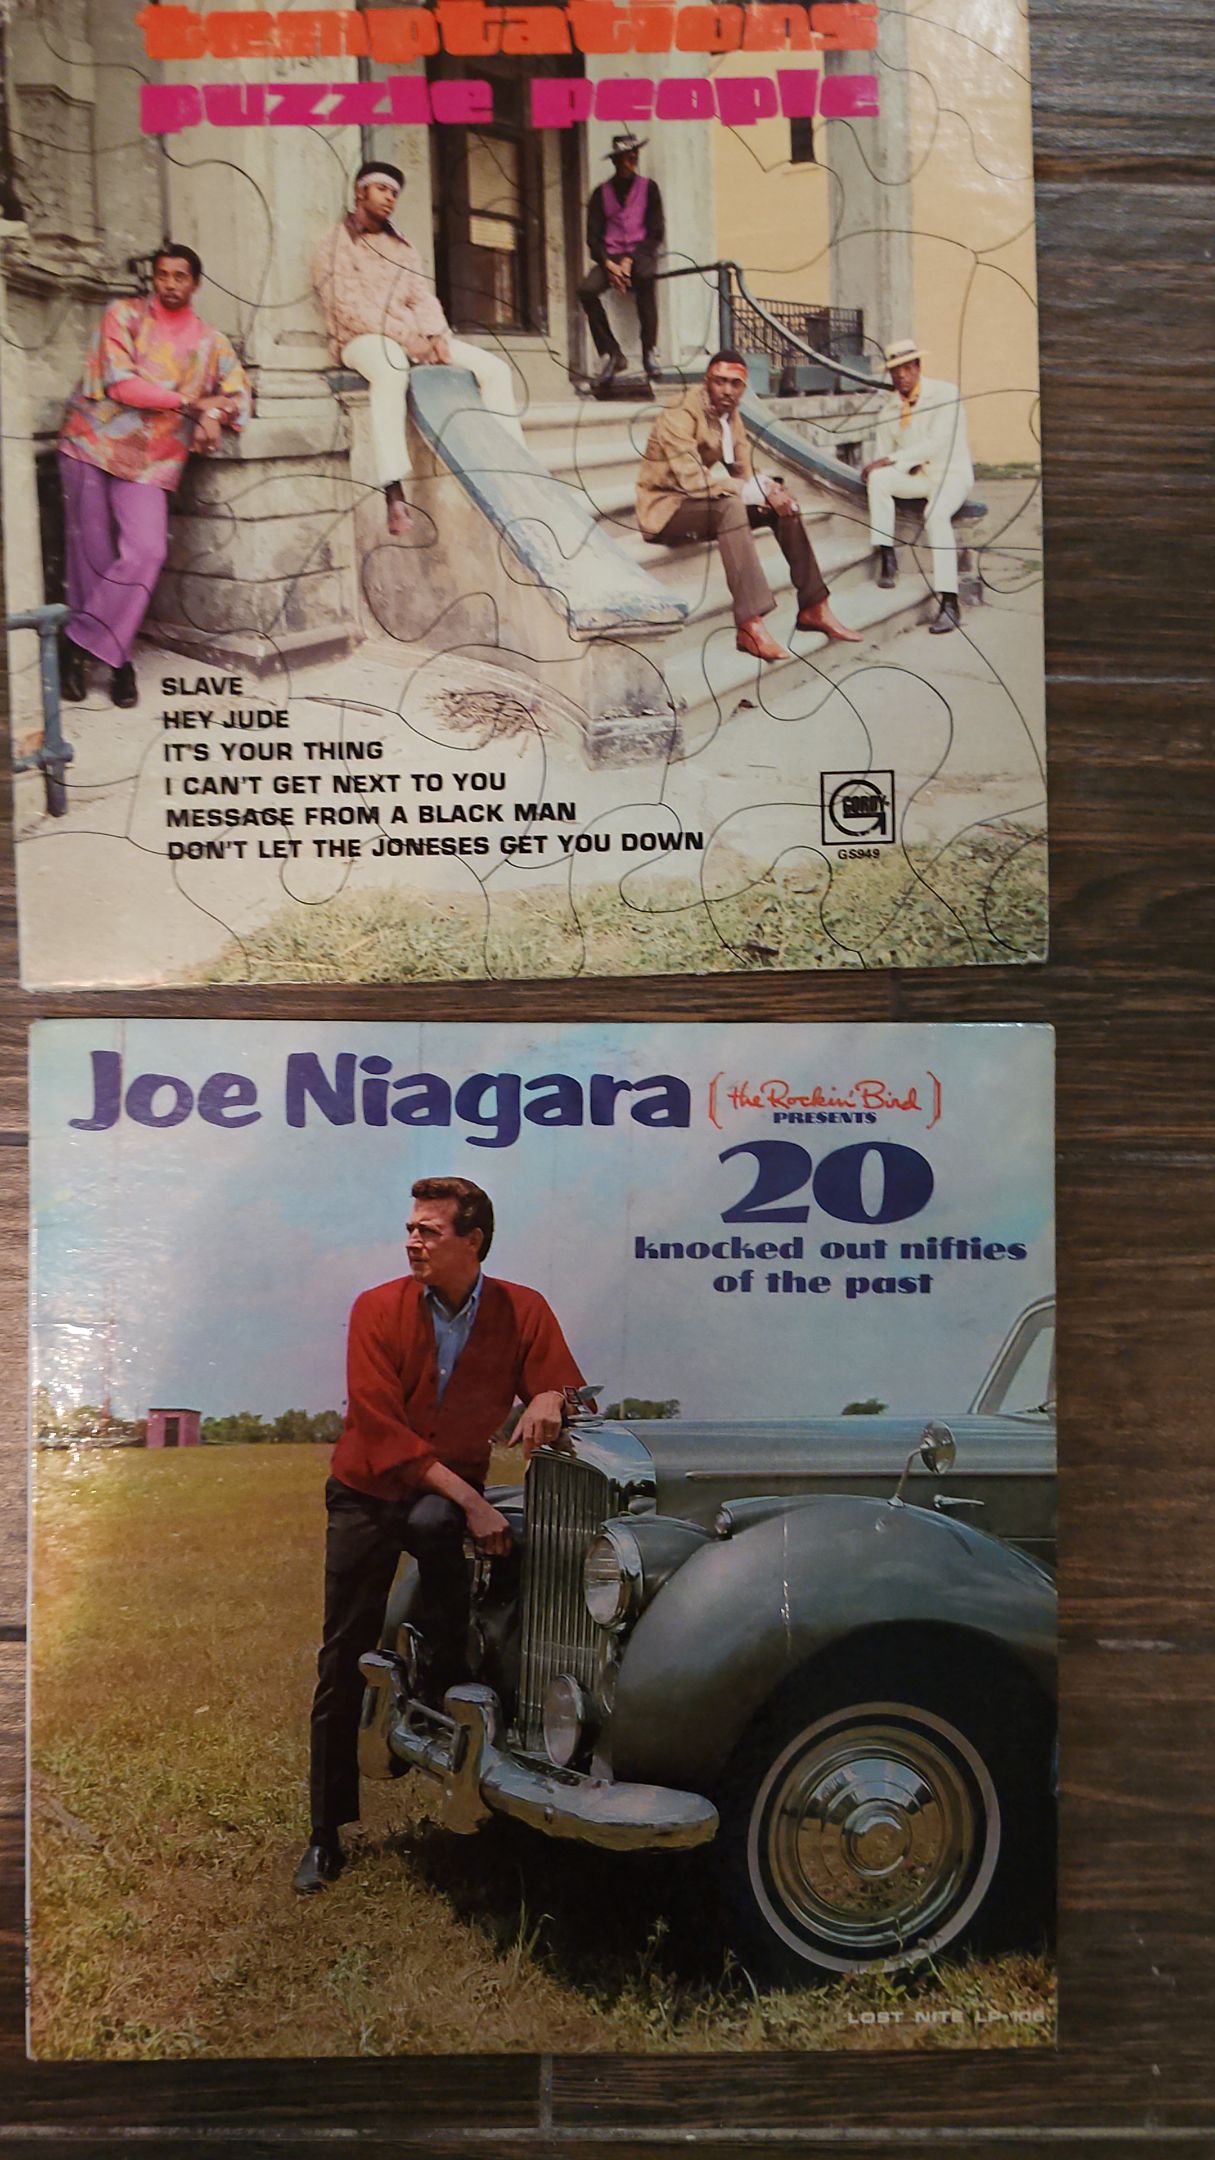 temptations
puzzle people
SLAVE
HEY JUDE
IT'S YOUR THING
I CAN'T GET NEXT TO YOU
MESSAGE FROM A BLACK MAN
DON'T LET THE JONESES GET YOU DOWN
GORDY
GS949
Joe Niagara (the Rockin' Bird)
PRESENTS
20
knocked out nifties
of the past
LOST NITE LP-106